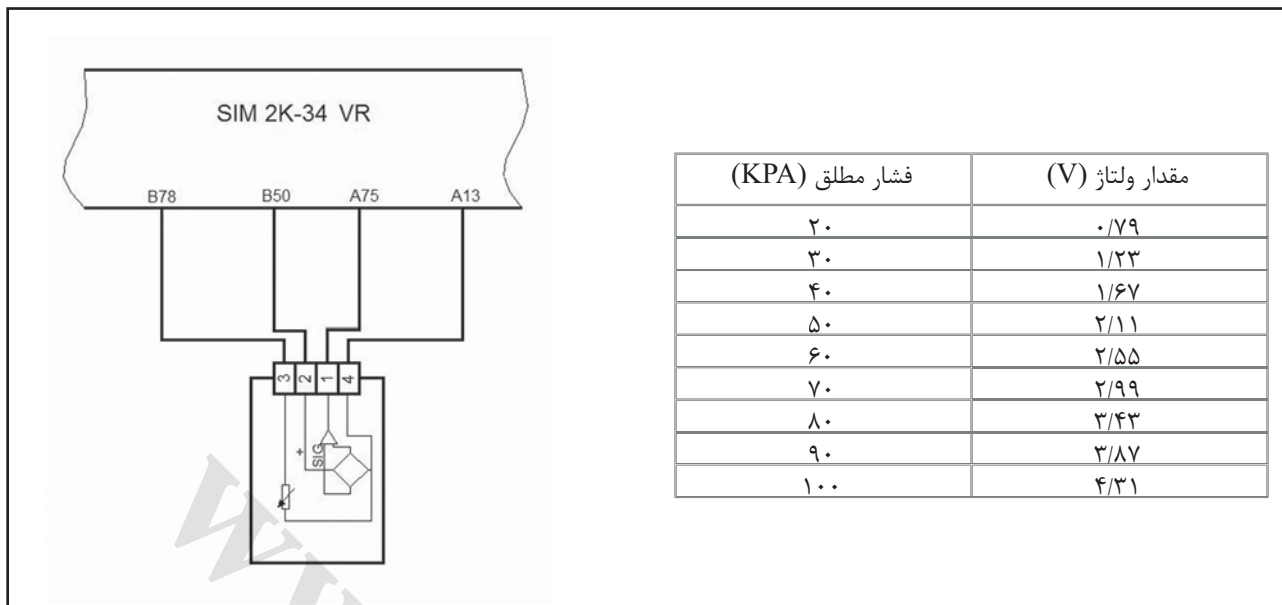 SIM 2K-34 VR
B78 B50 A75 A13
3 2 1 4
+ SIG
فشار مطلق (KPA) مقدار ولتاژ (V)
۲۰ ۰/۷۹
۳۰ ۱/۲۳
۴۰ ۱/۶۷
۵۰ ۲/۱۱
۶۰ ۲/۵۵
۷۰ ۲/۹۹
۸۰ ۳/۴۳
۹۰ ۳/۸۷
۱۰۰ ۴/۳۱